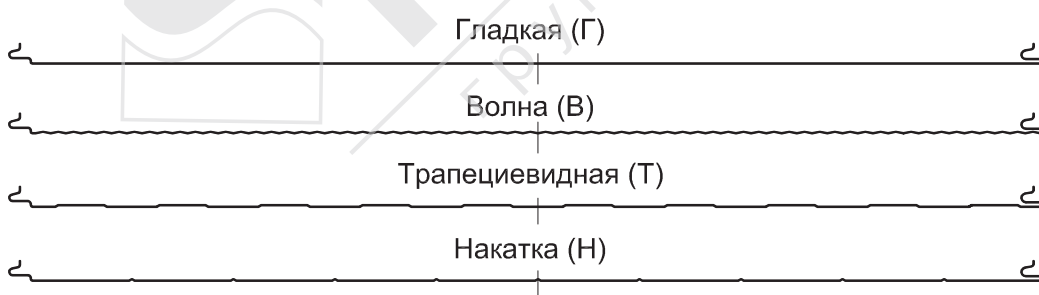 Гладкая (Г)
Волна (В)
Трапециевидная (Т)
Накатка (Н)